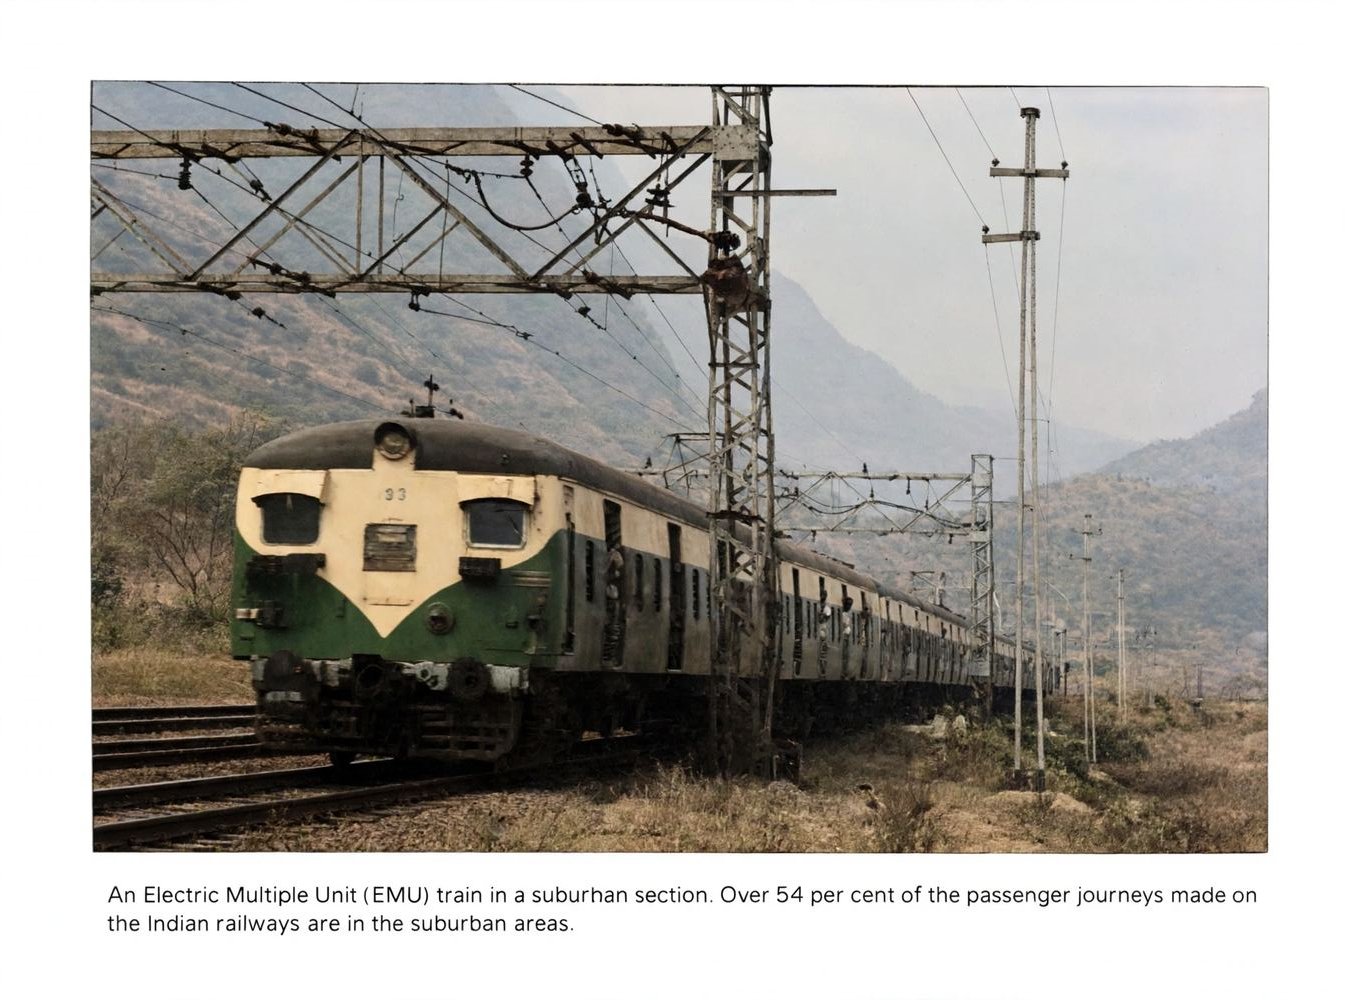 33
An Electric Multiple Unit (EMU) train in a suburhan section. Over 54 per cent of the passenger journeys made on
the Indian railways are in the suburban areas.